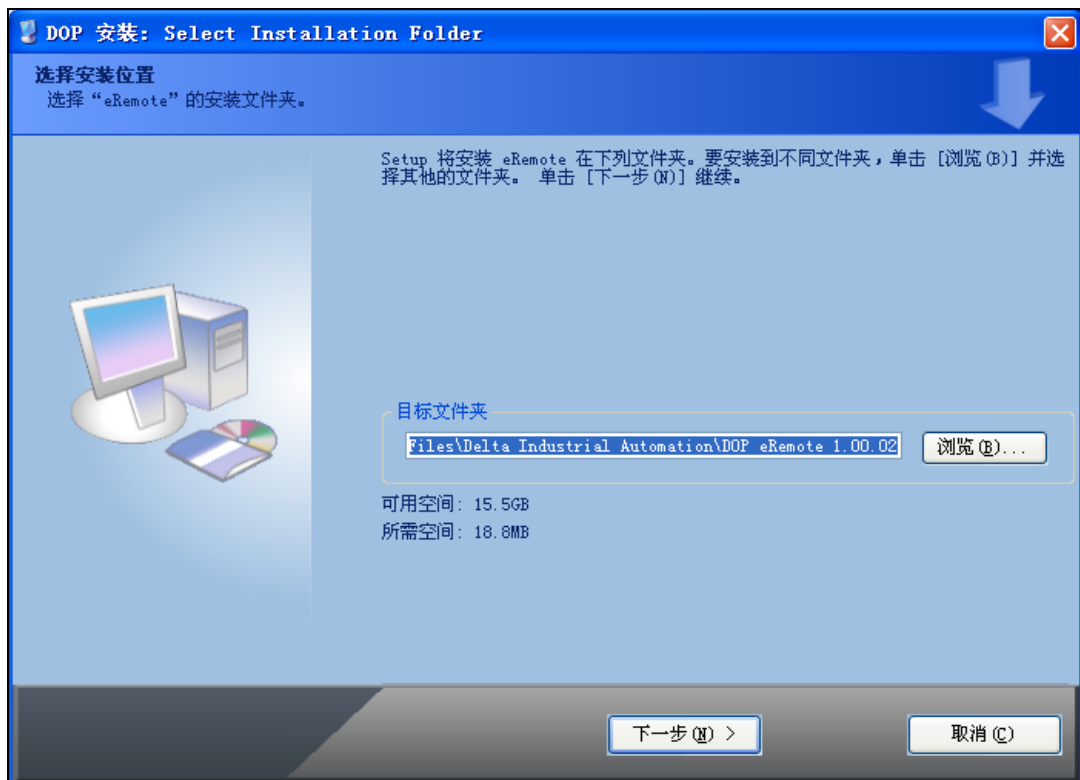 DOP 安装: Select Installation Folder
选择安装位置
选择“eRemote”的安装文件夹。
Setup 将安装 eRemote 在下列文件夹。要安装到不同文件夹，单击 [浏览(B)] 并选
择其他的文件夹。 单击 [下一步(N)] 继续。
目标文件夹
Files\Delta Industrial Automation\DOP eRemote 1.00.02
浏览(B)...
可用空间: 15.5GB
所需空间: 18.8MB
下一步(N) >
取消(C)